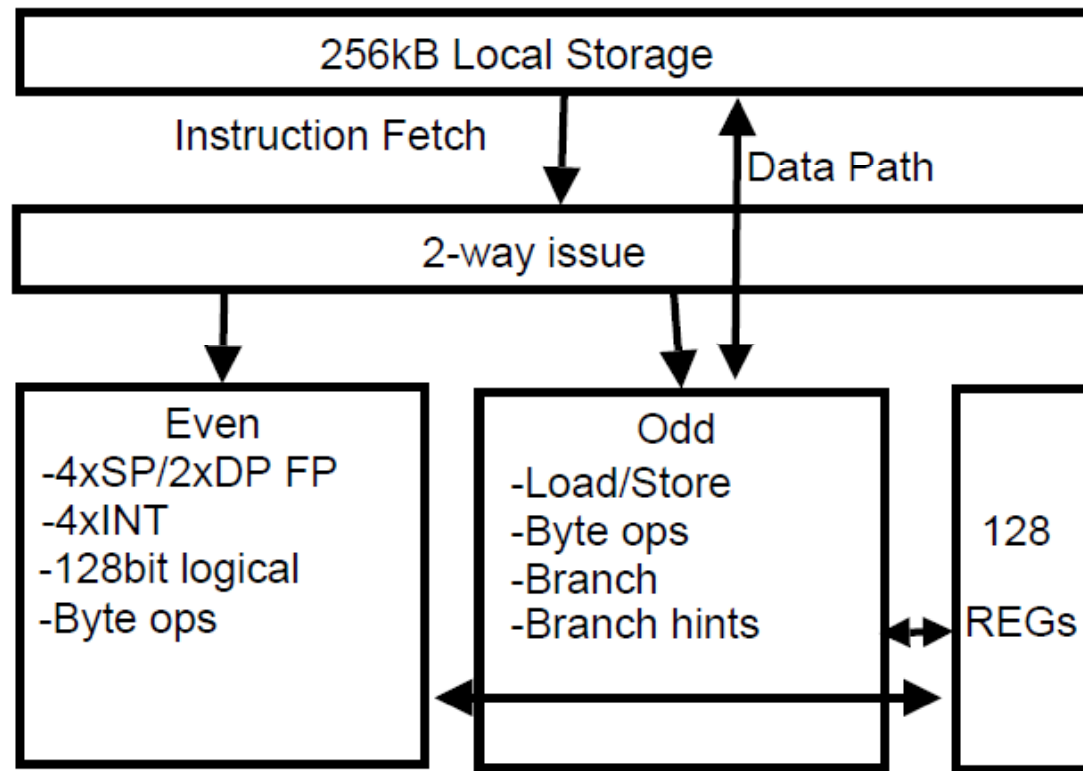 256kB Local Storage
Instruction Fetch
Data Path
2-way issue
Even
-4xSP/2xDP FP
-4xINT
-128bit logical
-Byte ops
Odd
-Load/Store
-Byte ops
-Branch
-Branch hints
128
REGs